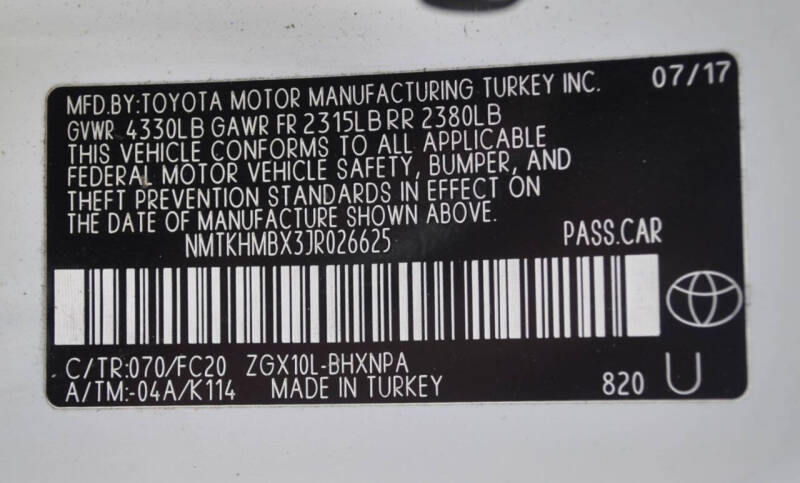 MFD.BY:TOYOTA MOTOR MANUFACTURING TURKEY INC. 07/17
GVWR 4330LB GAWR FR 2315LB RR 2380LB
THIS VEHICLE CONFORMS TO ALL APPLICABLE
FEDERAL MOTOR VEHICLE SAFETY, BUMPER, AND
THEFT PREVENTION STANDARDS IN EFFECT ON
THE DATE OF MANUFACTURE SHOWN ABOVE.
NMTKHMBX3JR026625 PASS.CAR
C/TR:070/FC20 ZGX10L-BHXNPA
A/TM:-04A/K114 MADE IN TURKEY 820 U